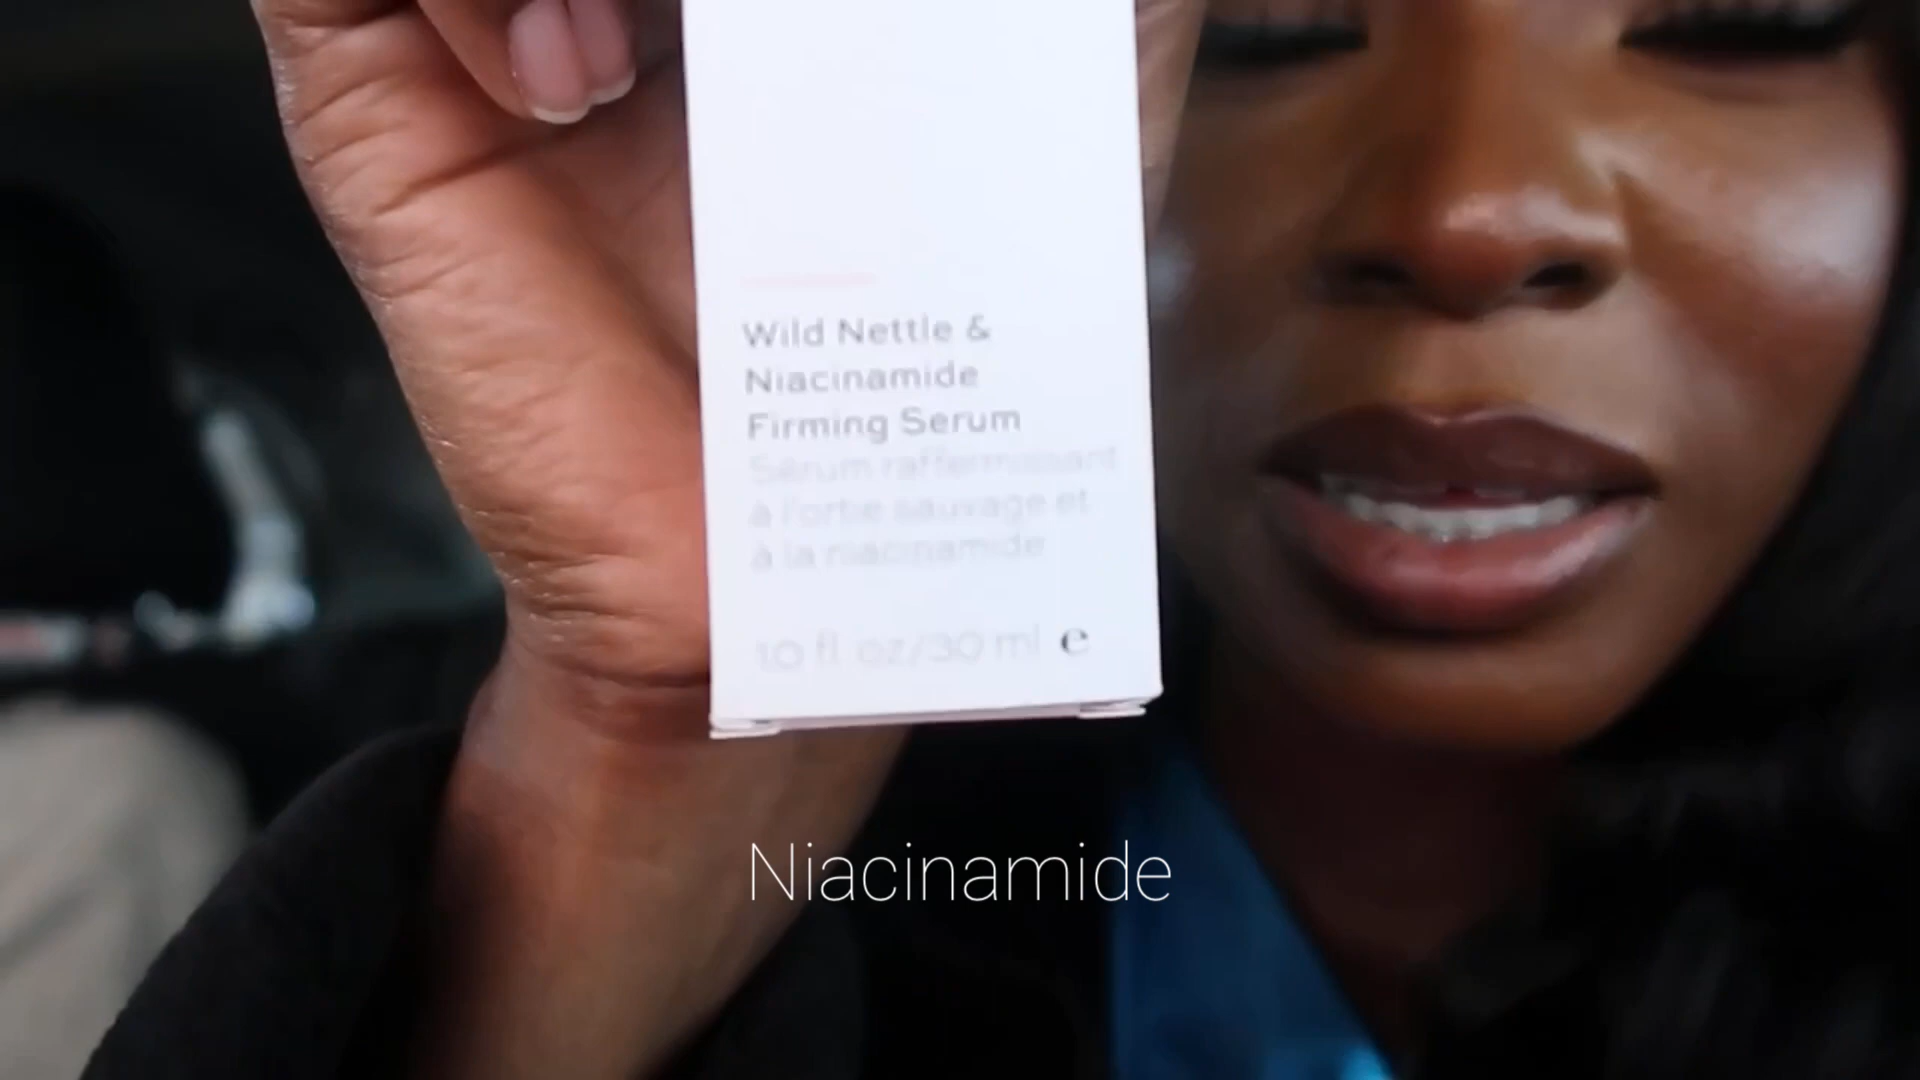 Wild Nettle &
Niacinamide
Firming Serum
Sérum raffermissant
à l'ortie sauvage et
à la niacinamide
1.0 fl oz/30 ml e
Niacinamide